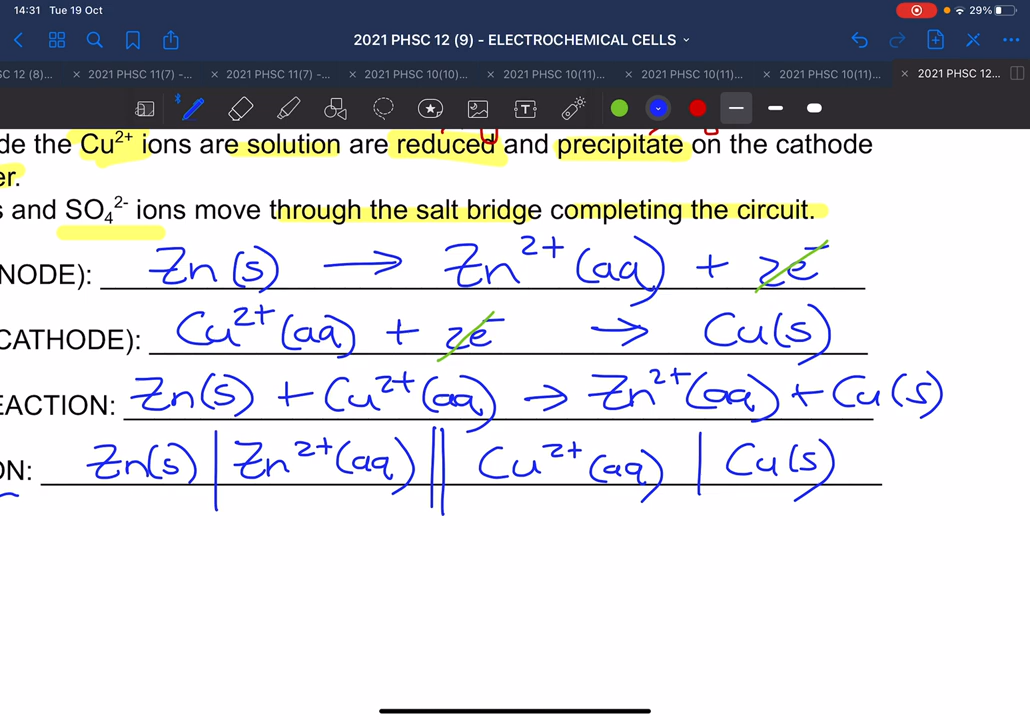 14:31 Tue 19 Oct 29%
2021 PHSC 12 (9) - ELECTROCHEMICAL CELLS
SC 12 (8)... × 2021 PHSC 11(7) -... × 2021 PHSC 11(7) -... × 2021 PHSC 10(10)... × 2021 PHSC 10(11)... × 2021 PHSC 10(11)... × 2021 PHSC 10(11)... × 2021 PHSC 12...
de the Cu²⁺ ions are solution are reduced and precipitate on the cathode
er.
s and SO₄²⁻ ions move through the salt bridge completing the circuit.
NODE): Zn(s) → Zn²⁺(aq) + 2e⁻
CATHODE): Cu²⁺(aq) + 2e⁻ → Cu(s)
EACTION: Zn(s) + Cu²⁺(aq) → Zn²⁺(aq) + Cu(s)
ON: Zn(s) | Zn²⁺(aq) || Cu²⁺(aq) | Cu(s)